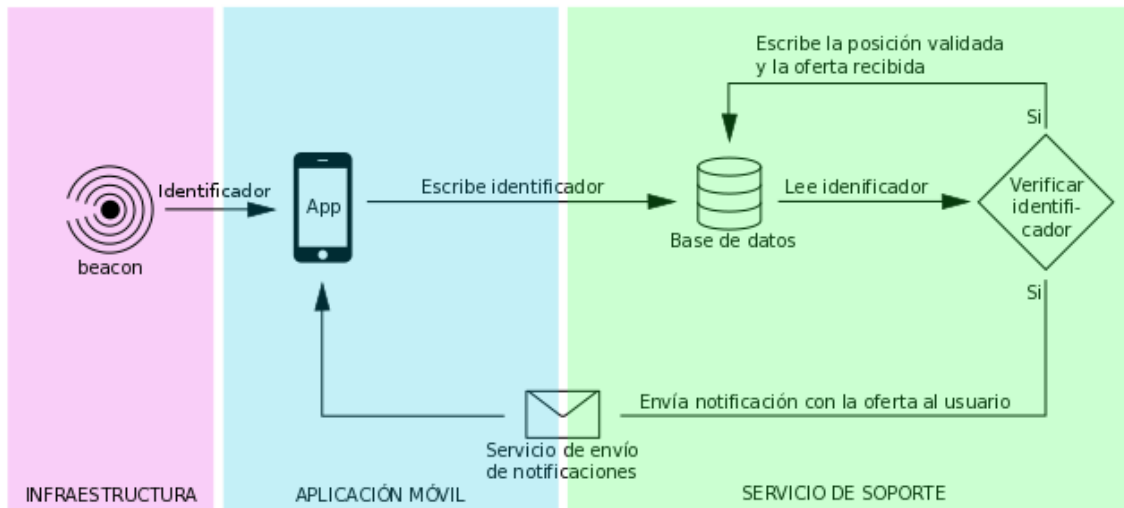 Escribe la posición validada
y la oferta recibida
Si
Identificador
App
Escribe identificador
Lee idenificador
Verificar
identifi-
cador
Base de datos
beacon
Si
Envía notificación con la oferta al usuario
Servicio de envío
de notificaciones
INFRAESTRUCTURA
APLICACIÓN MÓVIL
SERVICIO DE SOPORTE